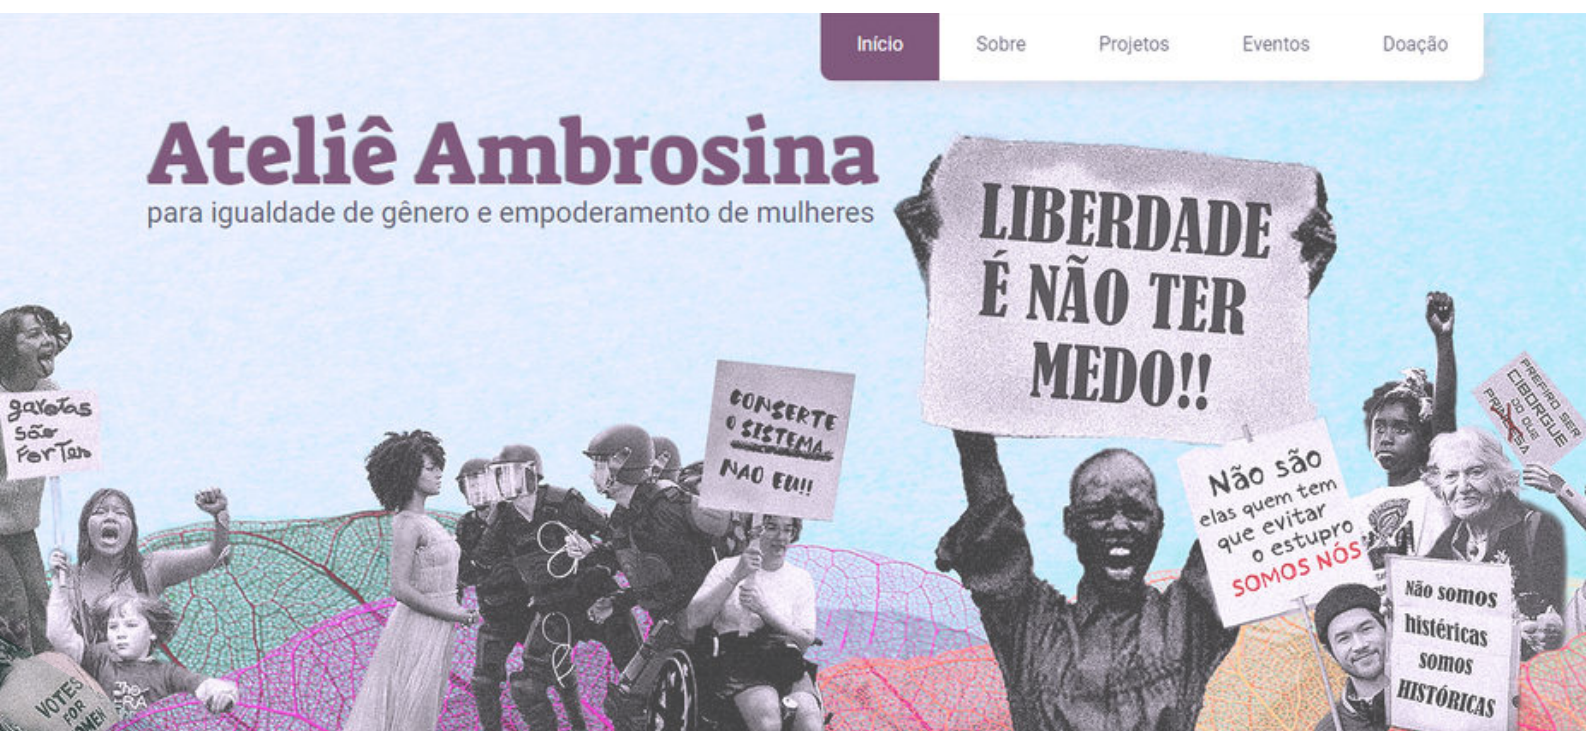 Início Sobre Projetos Eventos Doação
Ateliê Ambrosina
para igualdade de gênero e empoderamento de mulheres
LIBERDADE
É NÃO TER
MEDO!!
garotas
são
ForTes
CONSERTE
O SISTEMA
NAO EU!!
Não são
elas quem tem
que evitar
o estupro
SOMOS NÓS
PREFIRO SER
CIBORGUE
DO QUE
PRINCESA
Não somos
histéricas
somos
HISTÓRICAS
VOTES
FOR
WOMEN